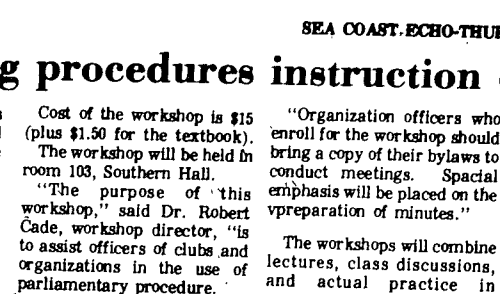 SEA COAST ECHO-THUR
g procedures instruction
Cost of the workshop is $15
(plus $1.50 for the textbook).
The workshop will be held in
room 103, Southern Hall.
"The purpose of this
workshop," said Dr. Robert
Cade, workshop director, "is
to assist officers of clubs and
organizations in the use of
parliamentary procedure.
"Organization officers who
enroll for the workshop should
bring a copy of their bylaws to
conduct meetings. Spacial
emphasis will be placed on the
vpreparation of minutes."
The workshops will combine
lectures, class discussions,
and actual practice in